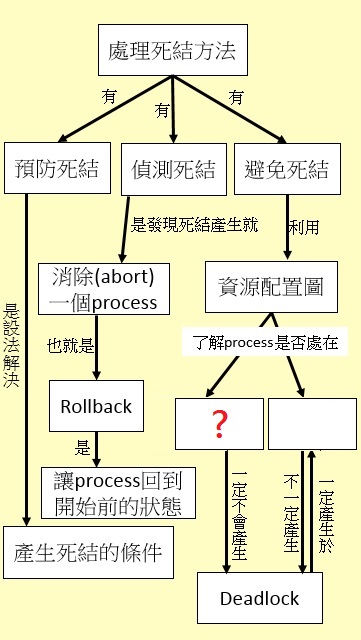 處理死結方法
有
有
有
預防死結
偵測死結
避免死結
是發現死結產生就
利用
消除(abort)
一個process
資源配置圖
是設法解決
也就是
了解process是否處在
Rollback
?
是
一定不會產生
不一定產生
一定產生於
讓process回到
開始前的狀態
產生死結的條件
Deadlock